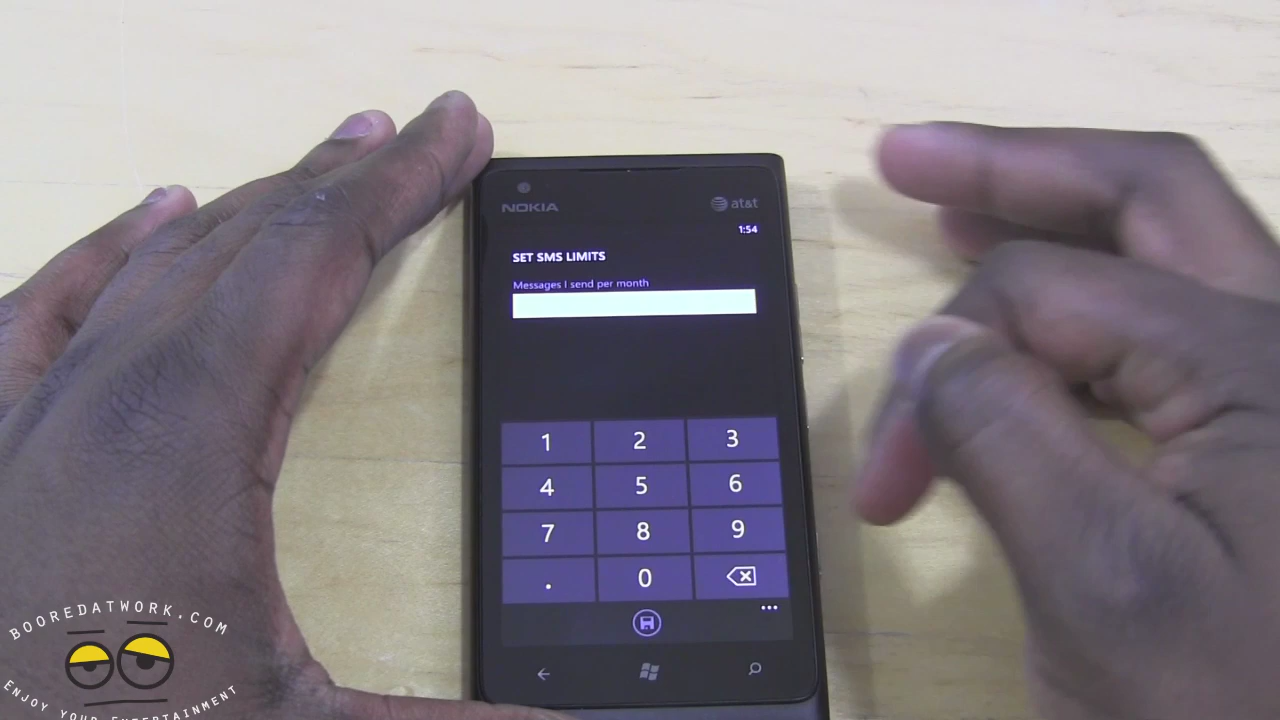 NOKIA
at&t
1:54
SET SMS LIMITS
Messages I send per month
1 2 3
4 5 6
7 8 9
. 0
BOOREDATWORK.COM
ENJOY YOUR ENTERTAINMENT